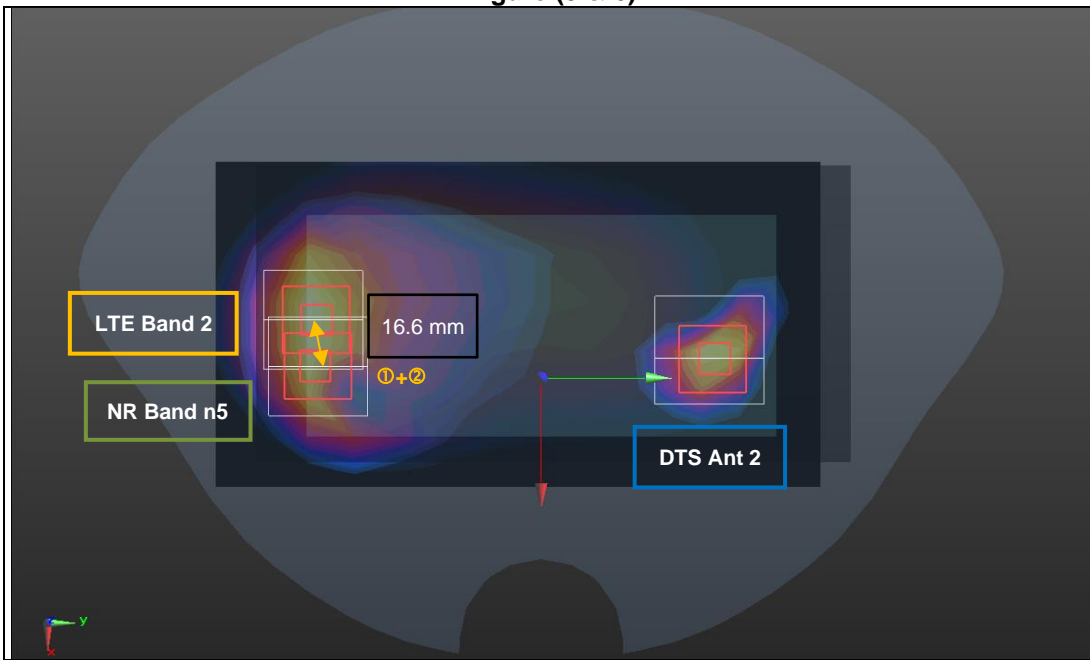 LTE Band 2
16.6 mm
①+②
NR Band n5
DTS Ant 2
y
x